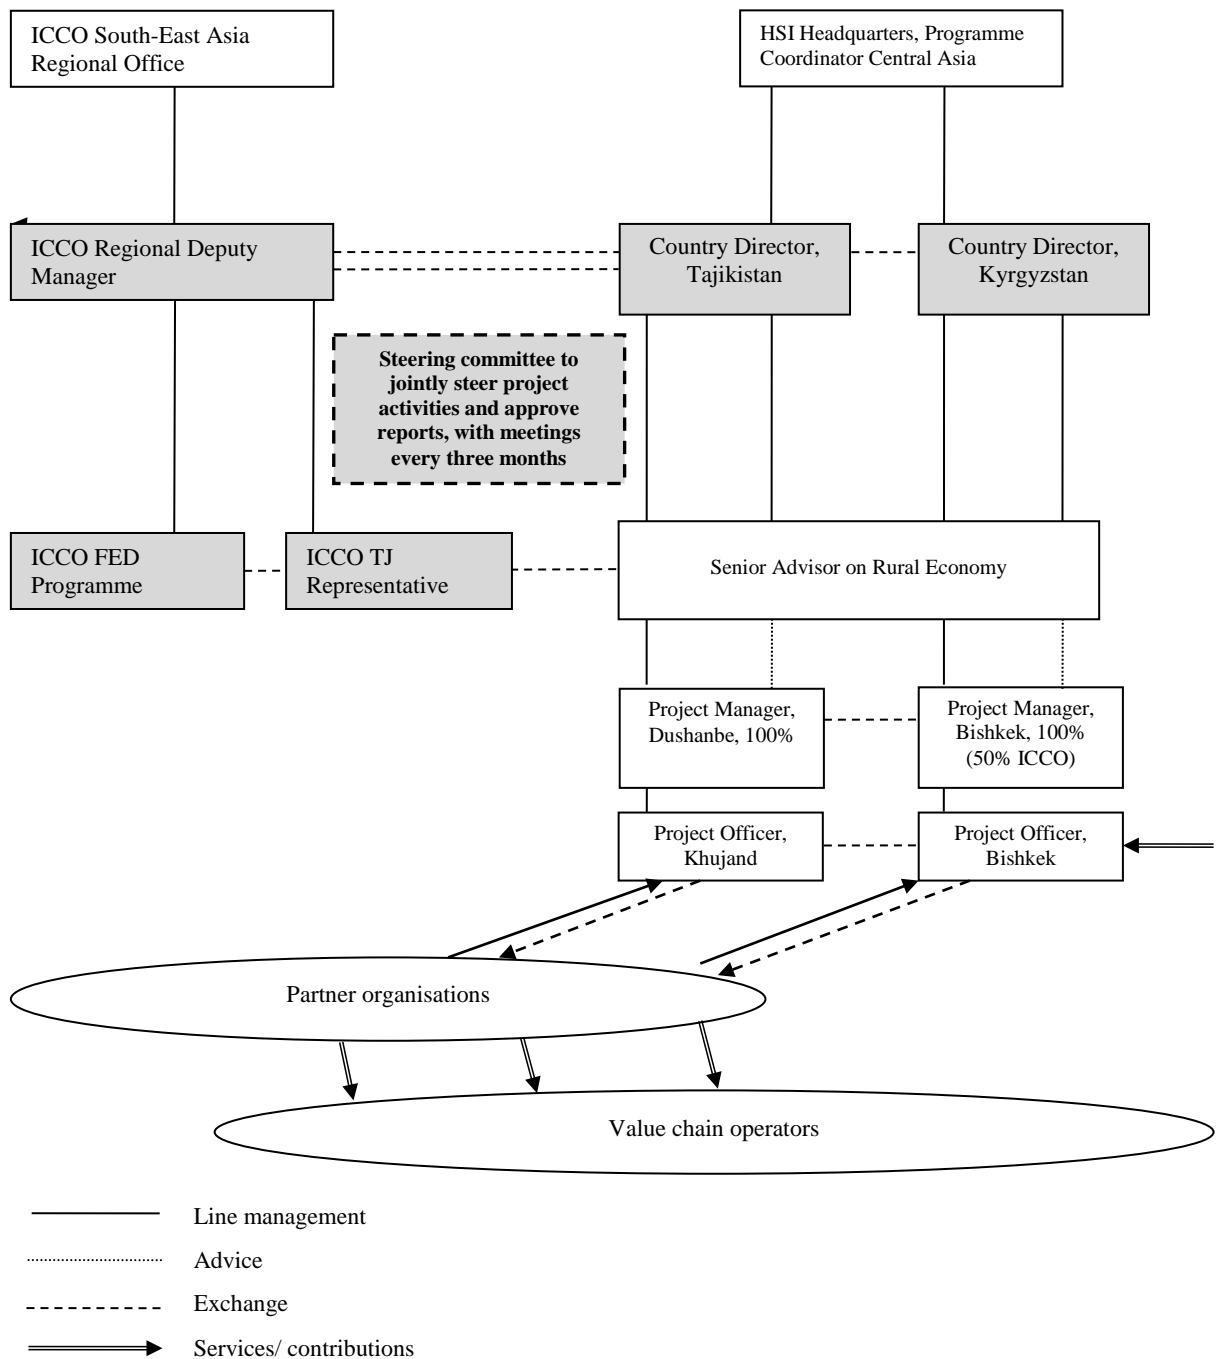 ICCO South-East Asia
Regional Office
HSI Headquarters, Programme
Coordinator Central Asia
ICCO Regional Deputy
Manager
Country Director,
Tajikistan
Country Director,
Kyrgyzstan
Steering committee to
jointly steer project
activities and approve
reports, with meetings
every three months
ICCO FED
Programme
ICCO TJ
Representative
Senior Advisor on Rural Economy
Project Manager,
Dushanbe, 100%
Project Manager,
Bishkek, 100%
(50% ICCO)
Project Officer,
Khujand
Project Officer,
Bishkek
Partner organisations
Value chain operators
Line management
Advice
Exchange
Services/ contributions